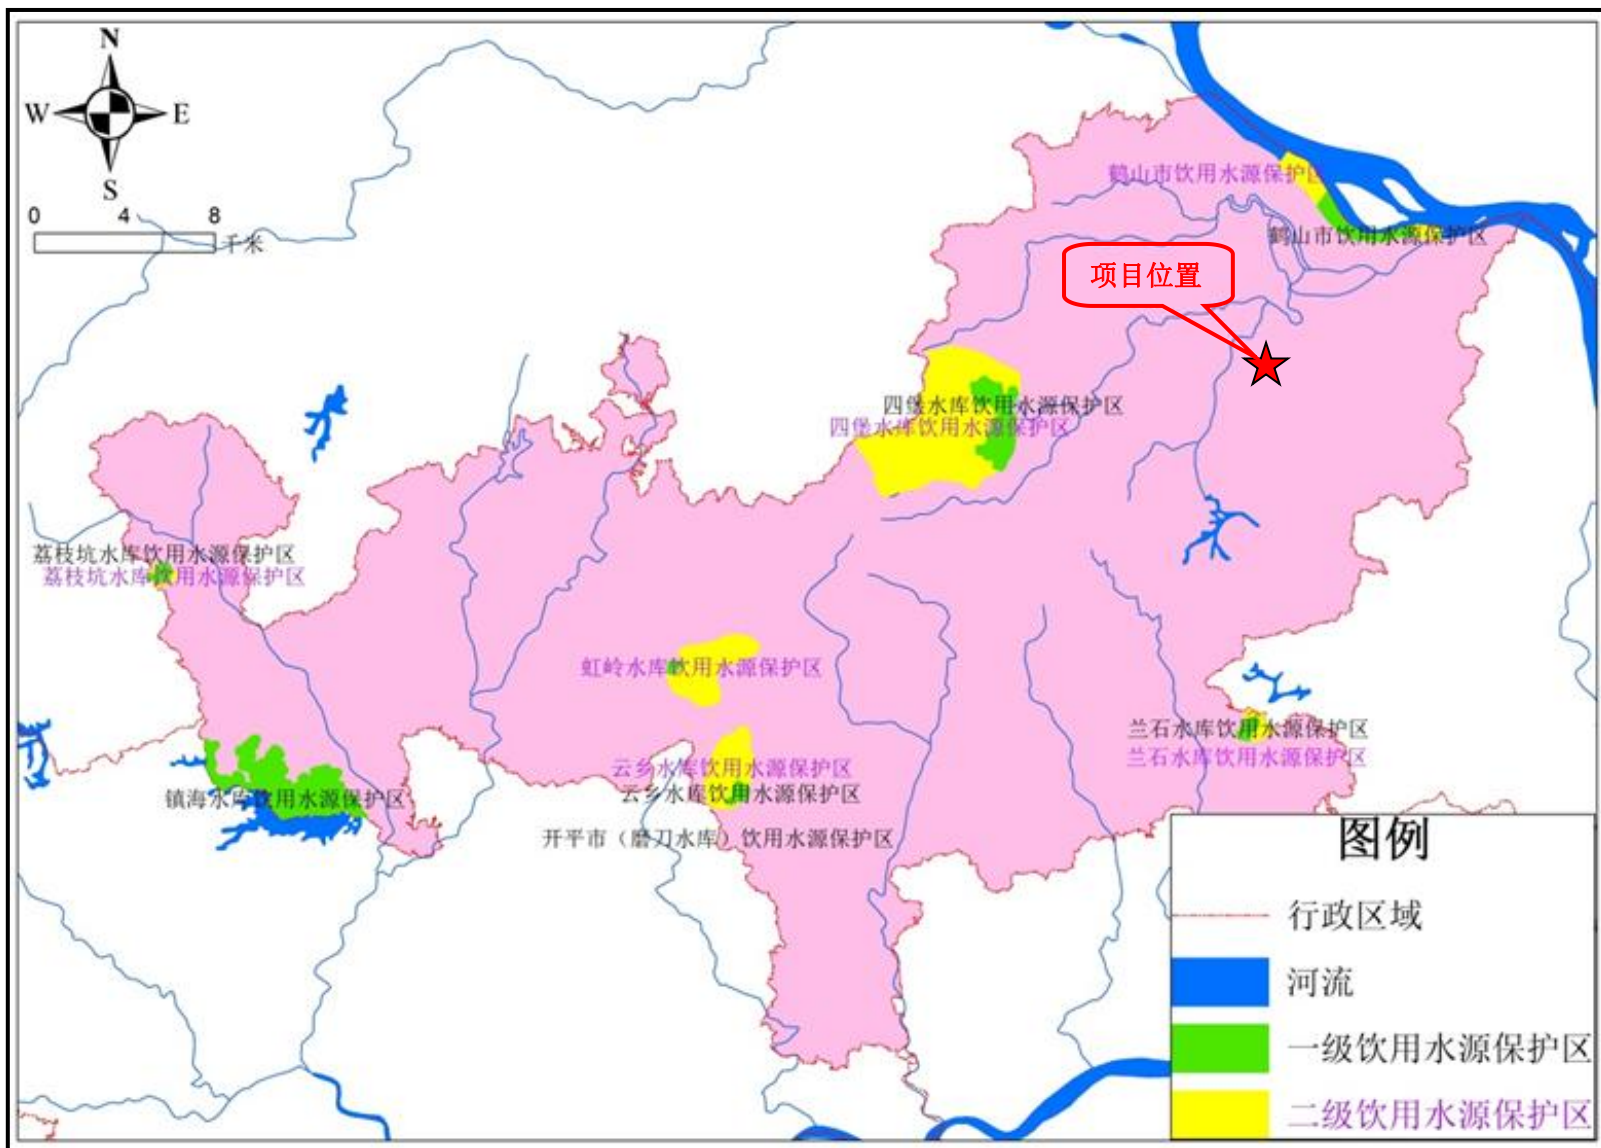 N
W E
S
0 4 8
千米
鹤山市饮用水源保护区
鹤山市饮用水源保护区
项目位置
四堡水库饮用水源保护区
四堡水库饮用水源保护区
荔枝坑水库饮用水源保护区
荔枝坑水库饮用水源保护区
虹岭水库饮用水源保护区
兰石水库饮用水源保护区
兰石水库饮用水源保护区
云乡水库饮用水源保护区
云乡水库饮用水源保护区
镇海水库饮用水源保护区
开平市（磨刀水库）饮用水源保护区
图例
行政区域
河流
一级饮用水源保护区
二级饮用水源保护区